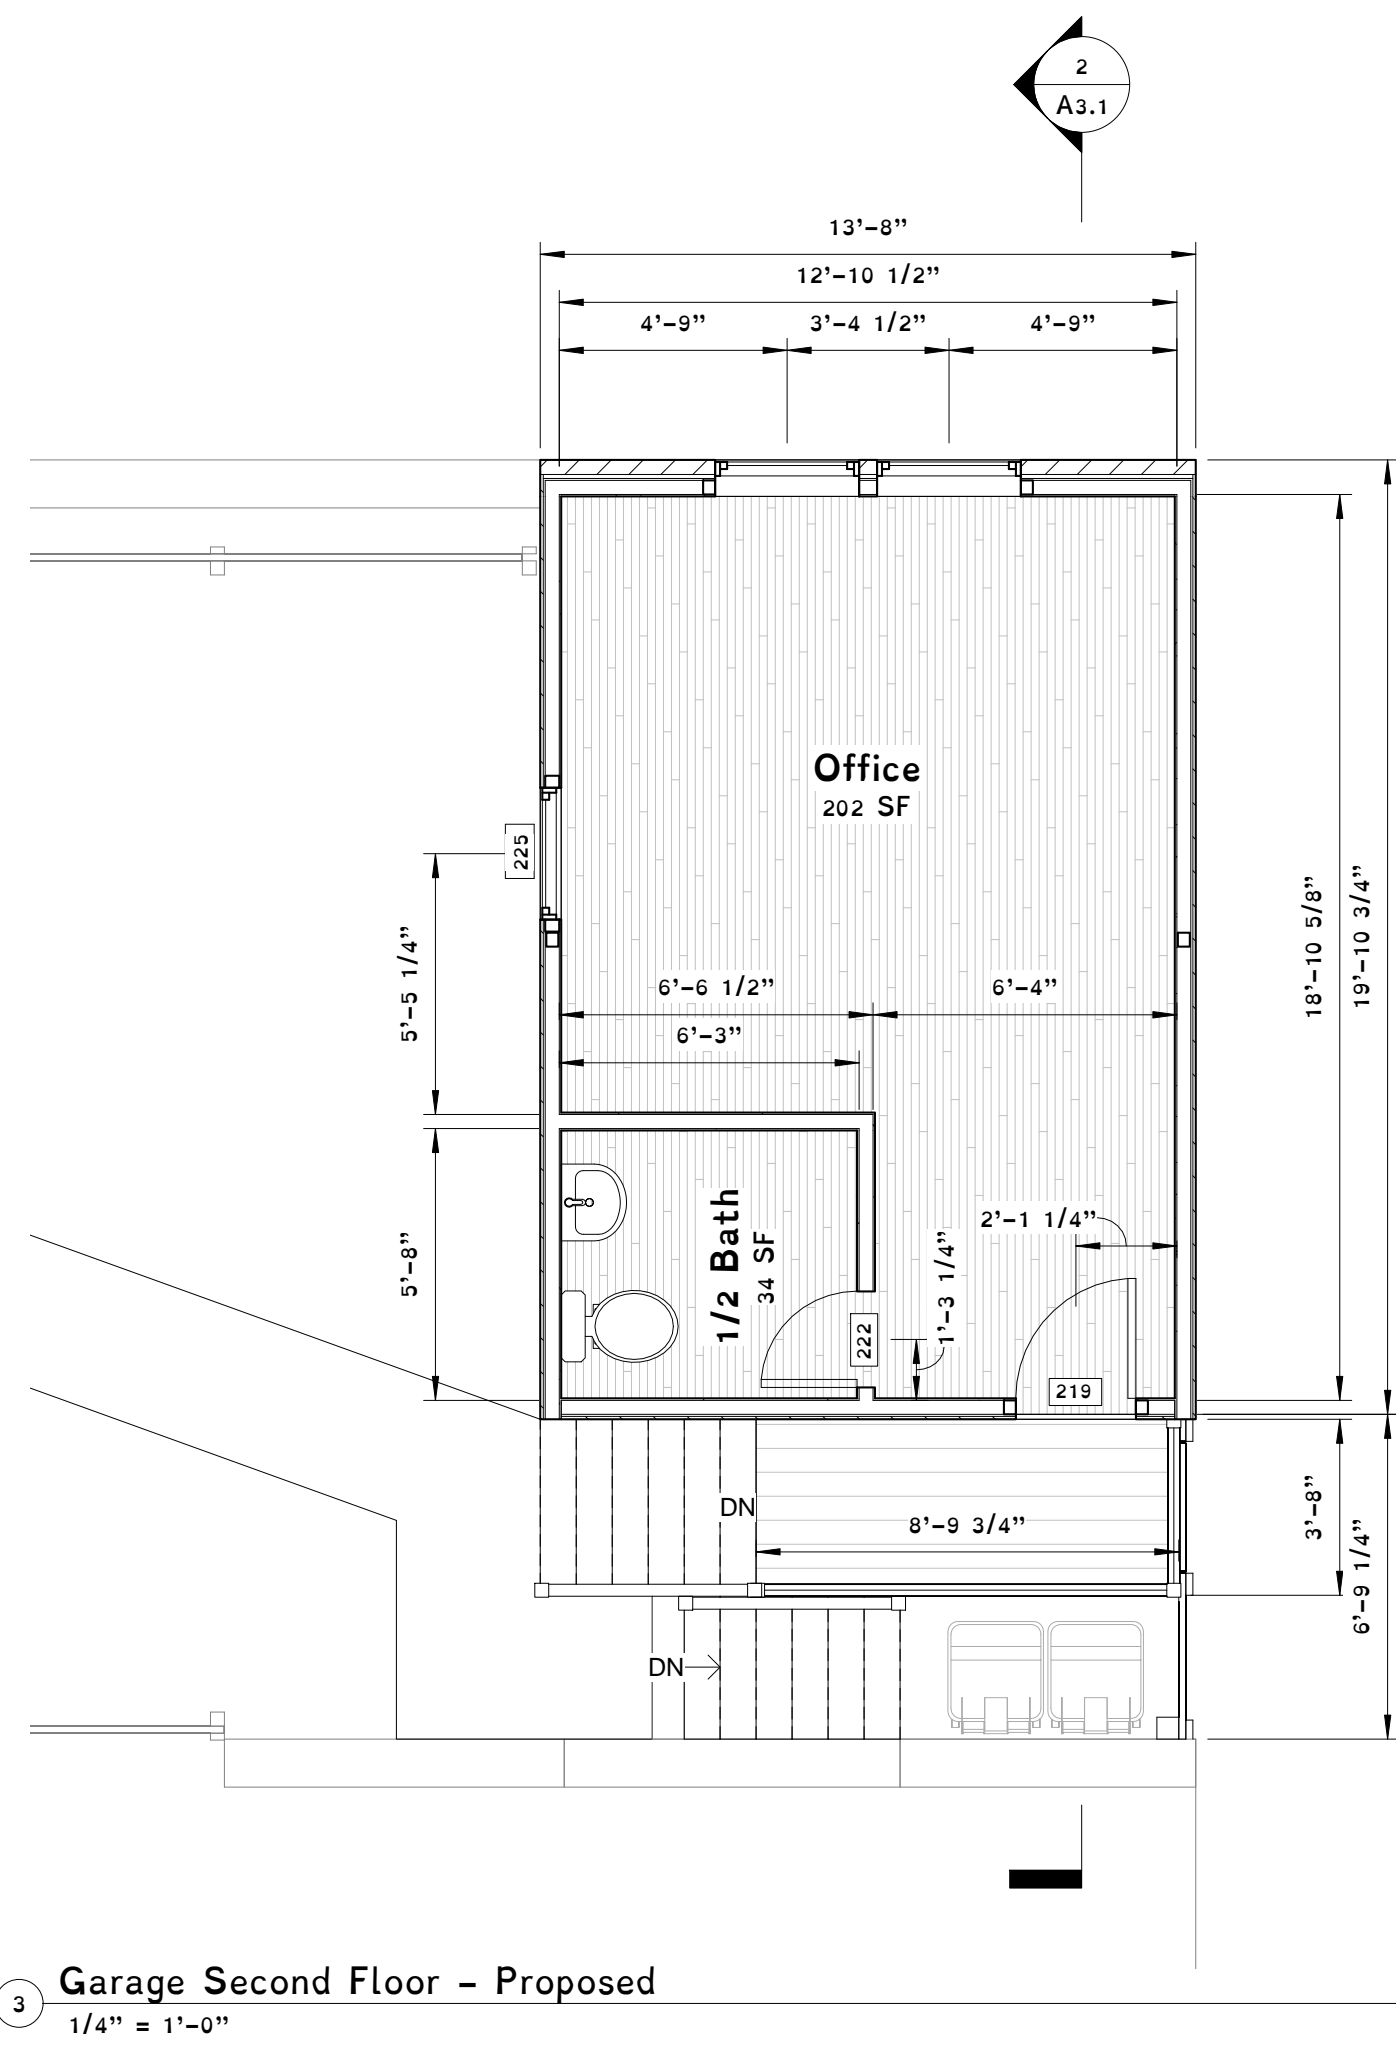 2
A3.1
13’–8”
12’–10 1/2”
4’–9”
3’–4 1/2”
4’–9”
Office
202 SF
225
5’–5 1/4”
18’–10 5/8”
19’–10 3/4”
6’–6 1/2”
6’–4”
6’–3”
5’–8”
1/2 Bath
34 SF
222
1’–3 1/4”
2’–1 1/4”
219
DN
8’–9 3/4”
3’–8”
6’–9 1/4”
DN
3
Garage Second Floor – Proposed
1/4” = 1’–0”